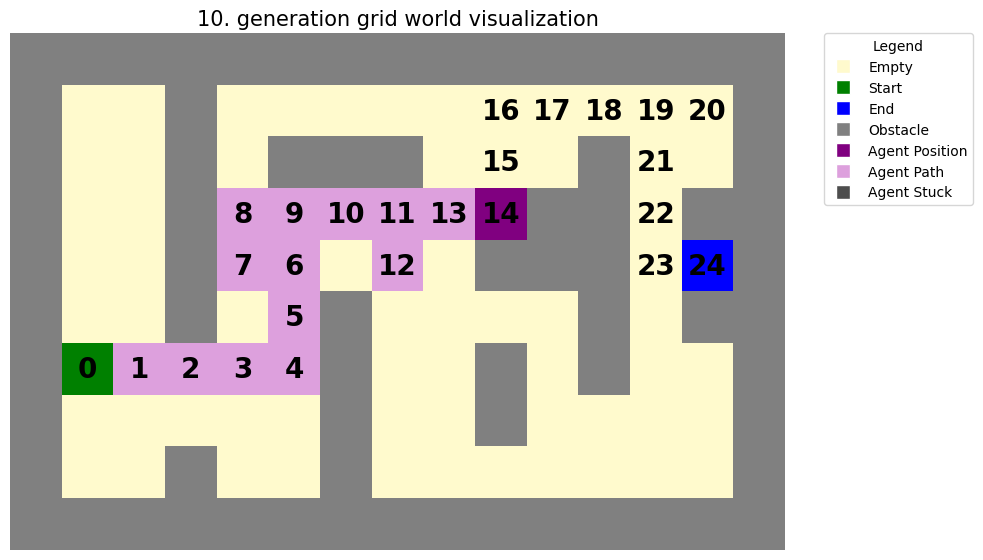 10. generation grid world visualization
Legend
Empty
Start
End
Obstacle
Agent Position
Agent Path
Agent Stuck
16 17 18 19 20
15 21
8 9 10 11 13 14 22
7 6 12 23 24
5
0 1 2 3 4